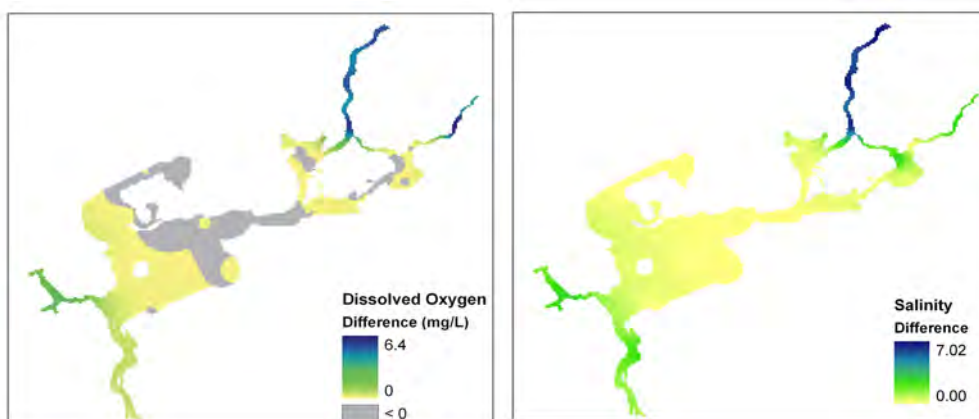 Dissolved Oxygen
Difference (mg/L)
6.4
0
< 0
Salinity
Difference
7.02
0.00